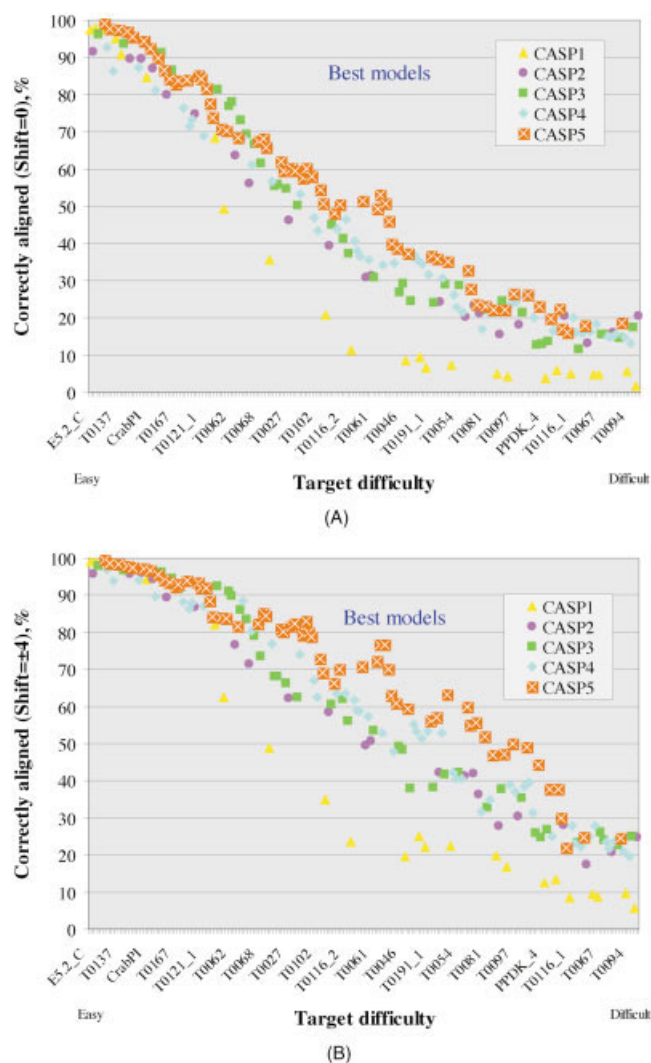 100
90
80
70
60
50
40
30
20
10
0
Correctly aligned (Shift=0), %
Best models
CASP1
CASP2
CASP3
CASP4
CASP5
E5.2_C
T0137
CrabPI
T0167
T0121_1
T0062
T0068
T0027
T0102
T0116_2
T0061
T0046
T0191_1
T0054
T0081
T0097
PPDK_4
T0116_1
T0067
T0094
Easy
Target difficulty
Difficult
(A)
100
90
80
70
60
50
40
30
20
10
0
Correctly aligned (Shift=±4), %
Best models
CASP1
CASP2
CASP3
CASP4
CASP5
E5.2_C
T0137
CrabPI
T0167
T0121_1
T0062
T0068
T0027
T0102
T0116_2
T0061
T0046
T0191_1
T0054
T0081
T0097
PPDK_4
T0116_1
T0067
T0094
Easy
Target difficulty
Difficult
(B)